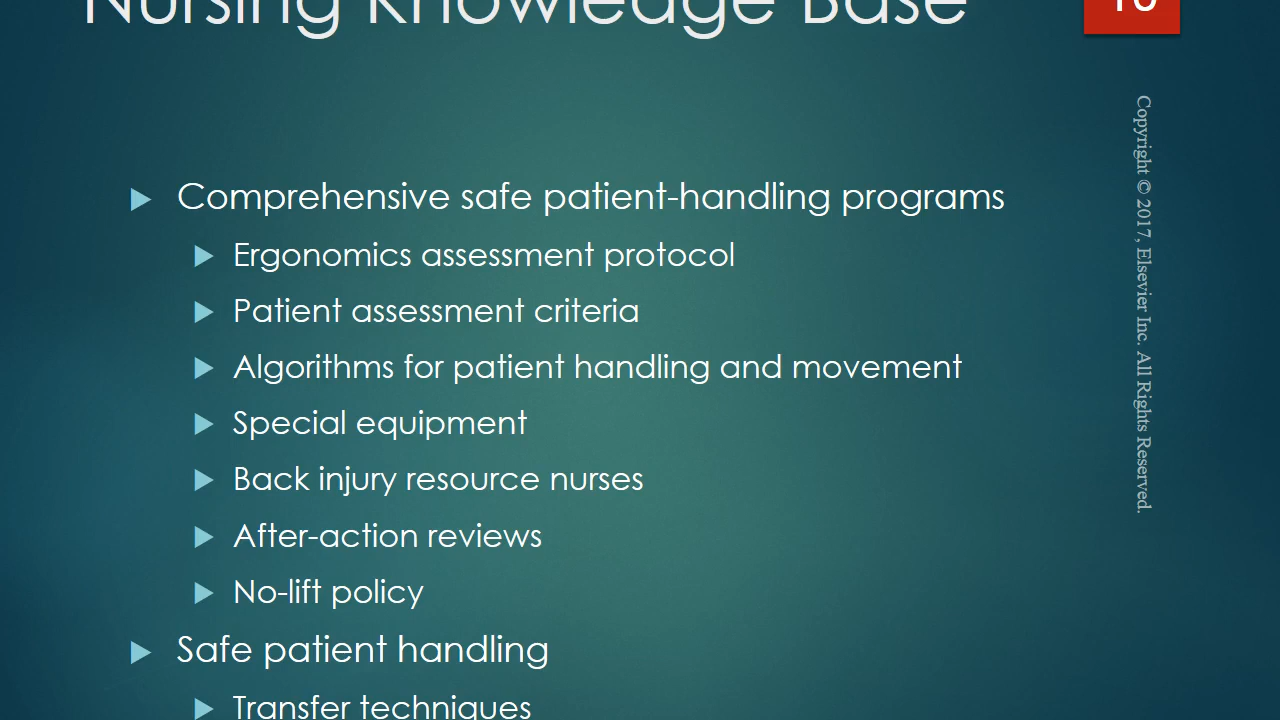 Nursing Knowledge Base
Comprehensive safe patient-handling programs
Ergonomics assessment protocol
Patient assessment criteria
Algorithms for patient handling and movement
Special equipment
Back injury resource nurses
After-action reviews
No-lift policy
Safe patient handling
Transfer techniques
Copyright © 2017, Elsevier Inc. All Rights Reserved.